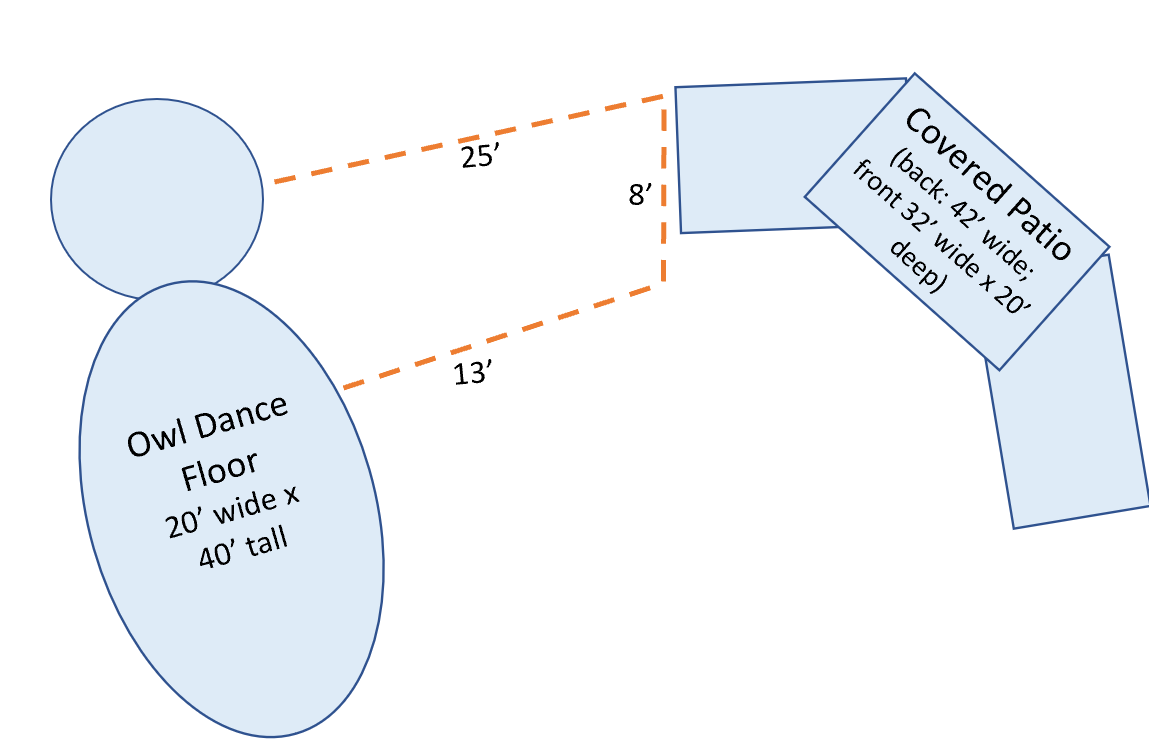 25’
8’
13’
Covered Patio
(back: 42’ wide;
front 32’ wide x 20’
deep)
Owl Dance
Floor
20’ wide x
40’ tall